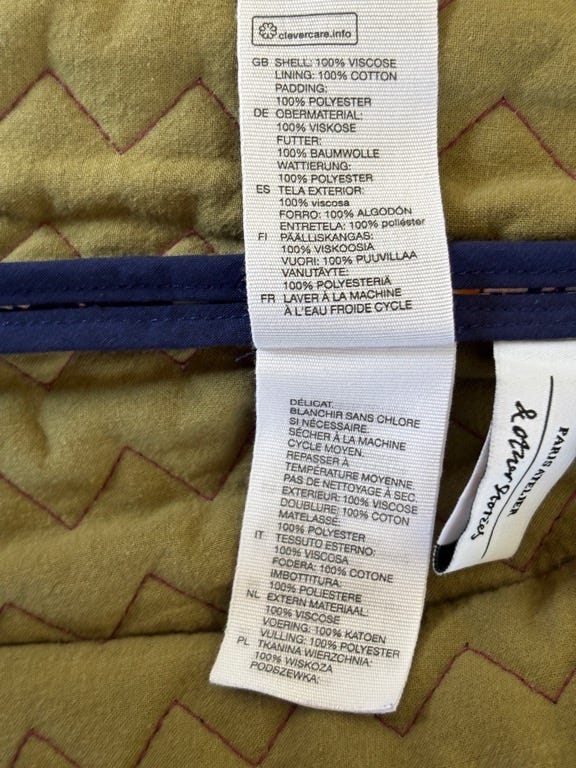 clevercare.info
GB SHELL: 100% VISCOSE
LINING: 100% COTTON
PADDING:
100% POLYESTER
DE OBERMATERIAL:
100% VISKOSE
FUTTER:
100% BAUMWOLLE
WATTIERUNG:
100% POLYESTER
ES TELA EXTERIOR:
100% viscosa
FORRO: 100% ALGODÓN
ENTRETELA: 100% poliéster
FI PÄÄLLISKANGAS:
100% VISKOOSIA
VUORI: 100% PUUVILLAA
VANUTÄYTE:
100% POLYESTERIÄ
FR LAVER À LA MACHINE
À L'EAU FROIDE CYCLE
DÉLICAT.
BLANCHIR SANS CHLORE
SI NÉCESSAIRE.
SÉCHER À LA MACHINE
CYCLE MOYEN.
REPASSER À
TEMPÉRATURE MOYENNE.
PAS DE NETTOYAGE À SEC.
EXTERIEUR: 100% VISCOSE
DOUBLURE: 100% COTON
MATELASSÉ:
100% POLYESTER
IT TESSUTO ESTERNO:
100% VISCOSA
FODERA: 100% COTONE
IMBOTTITURA:
100% POLIESTERE
NL EXTERN MATERIAAL:
100% VISCOSE
VOERING: 100% KATOEN
VULLING: 100% POLYESTER
PL TKANINA WIERZCHNIA:
100% WISKOZA
PODSZEWKA:
& Other Stories
PARIS ATELIER